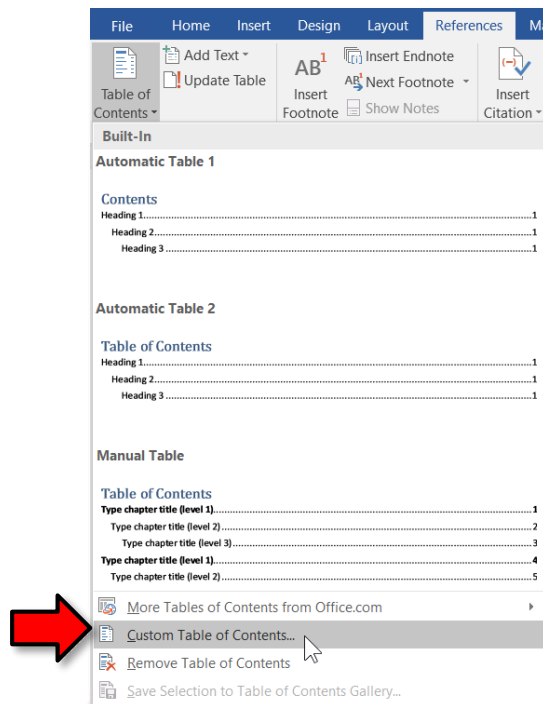 File Home Insert Design Layout References Ma
Add Text
Update Table
Table of
Contents
AB1
Insert
Footnote
Insert Endnote
AB1 Next Footnote
Show Notes
(-)
Insert
Citation
Built-In
Automatic Table 1
Contents
Heading 1...1
Heading 2...1
Heading 3...1
Automatic Table 2
Table of Contents
Heading 1...1
Heading 2...1
Heading 3...1
Manual Table
Table of Contents
Type chapter title (level 1)...1
Type chapter title (level 2)...2
Type chapter title (level 3)...3
Type chapter title (level 1)...4
Type chapter title (level 2)...5
More Tables of Contents from Office.com
Custom Table of Contents...
Remove Table of Contents
Save Selection to Table of Contents Gallery...